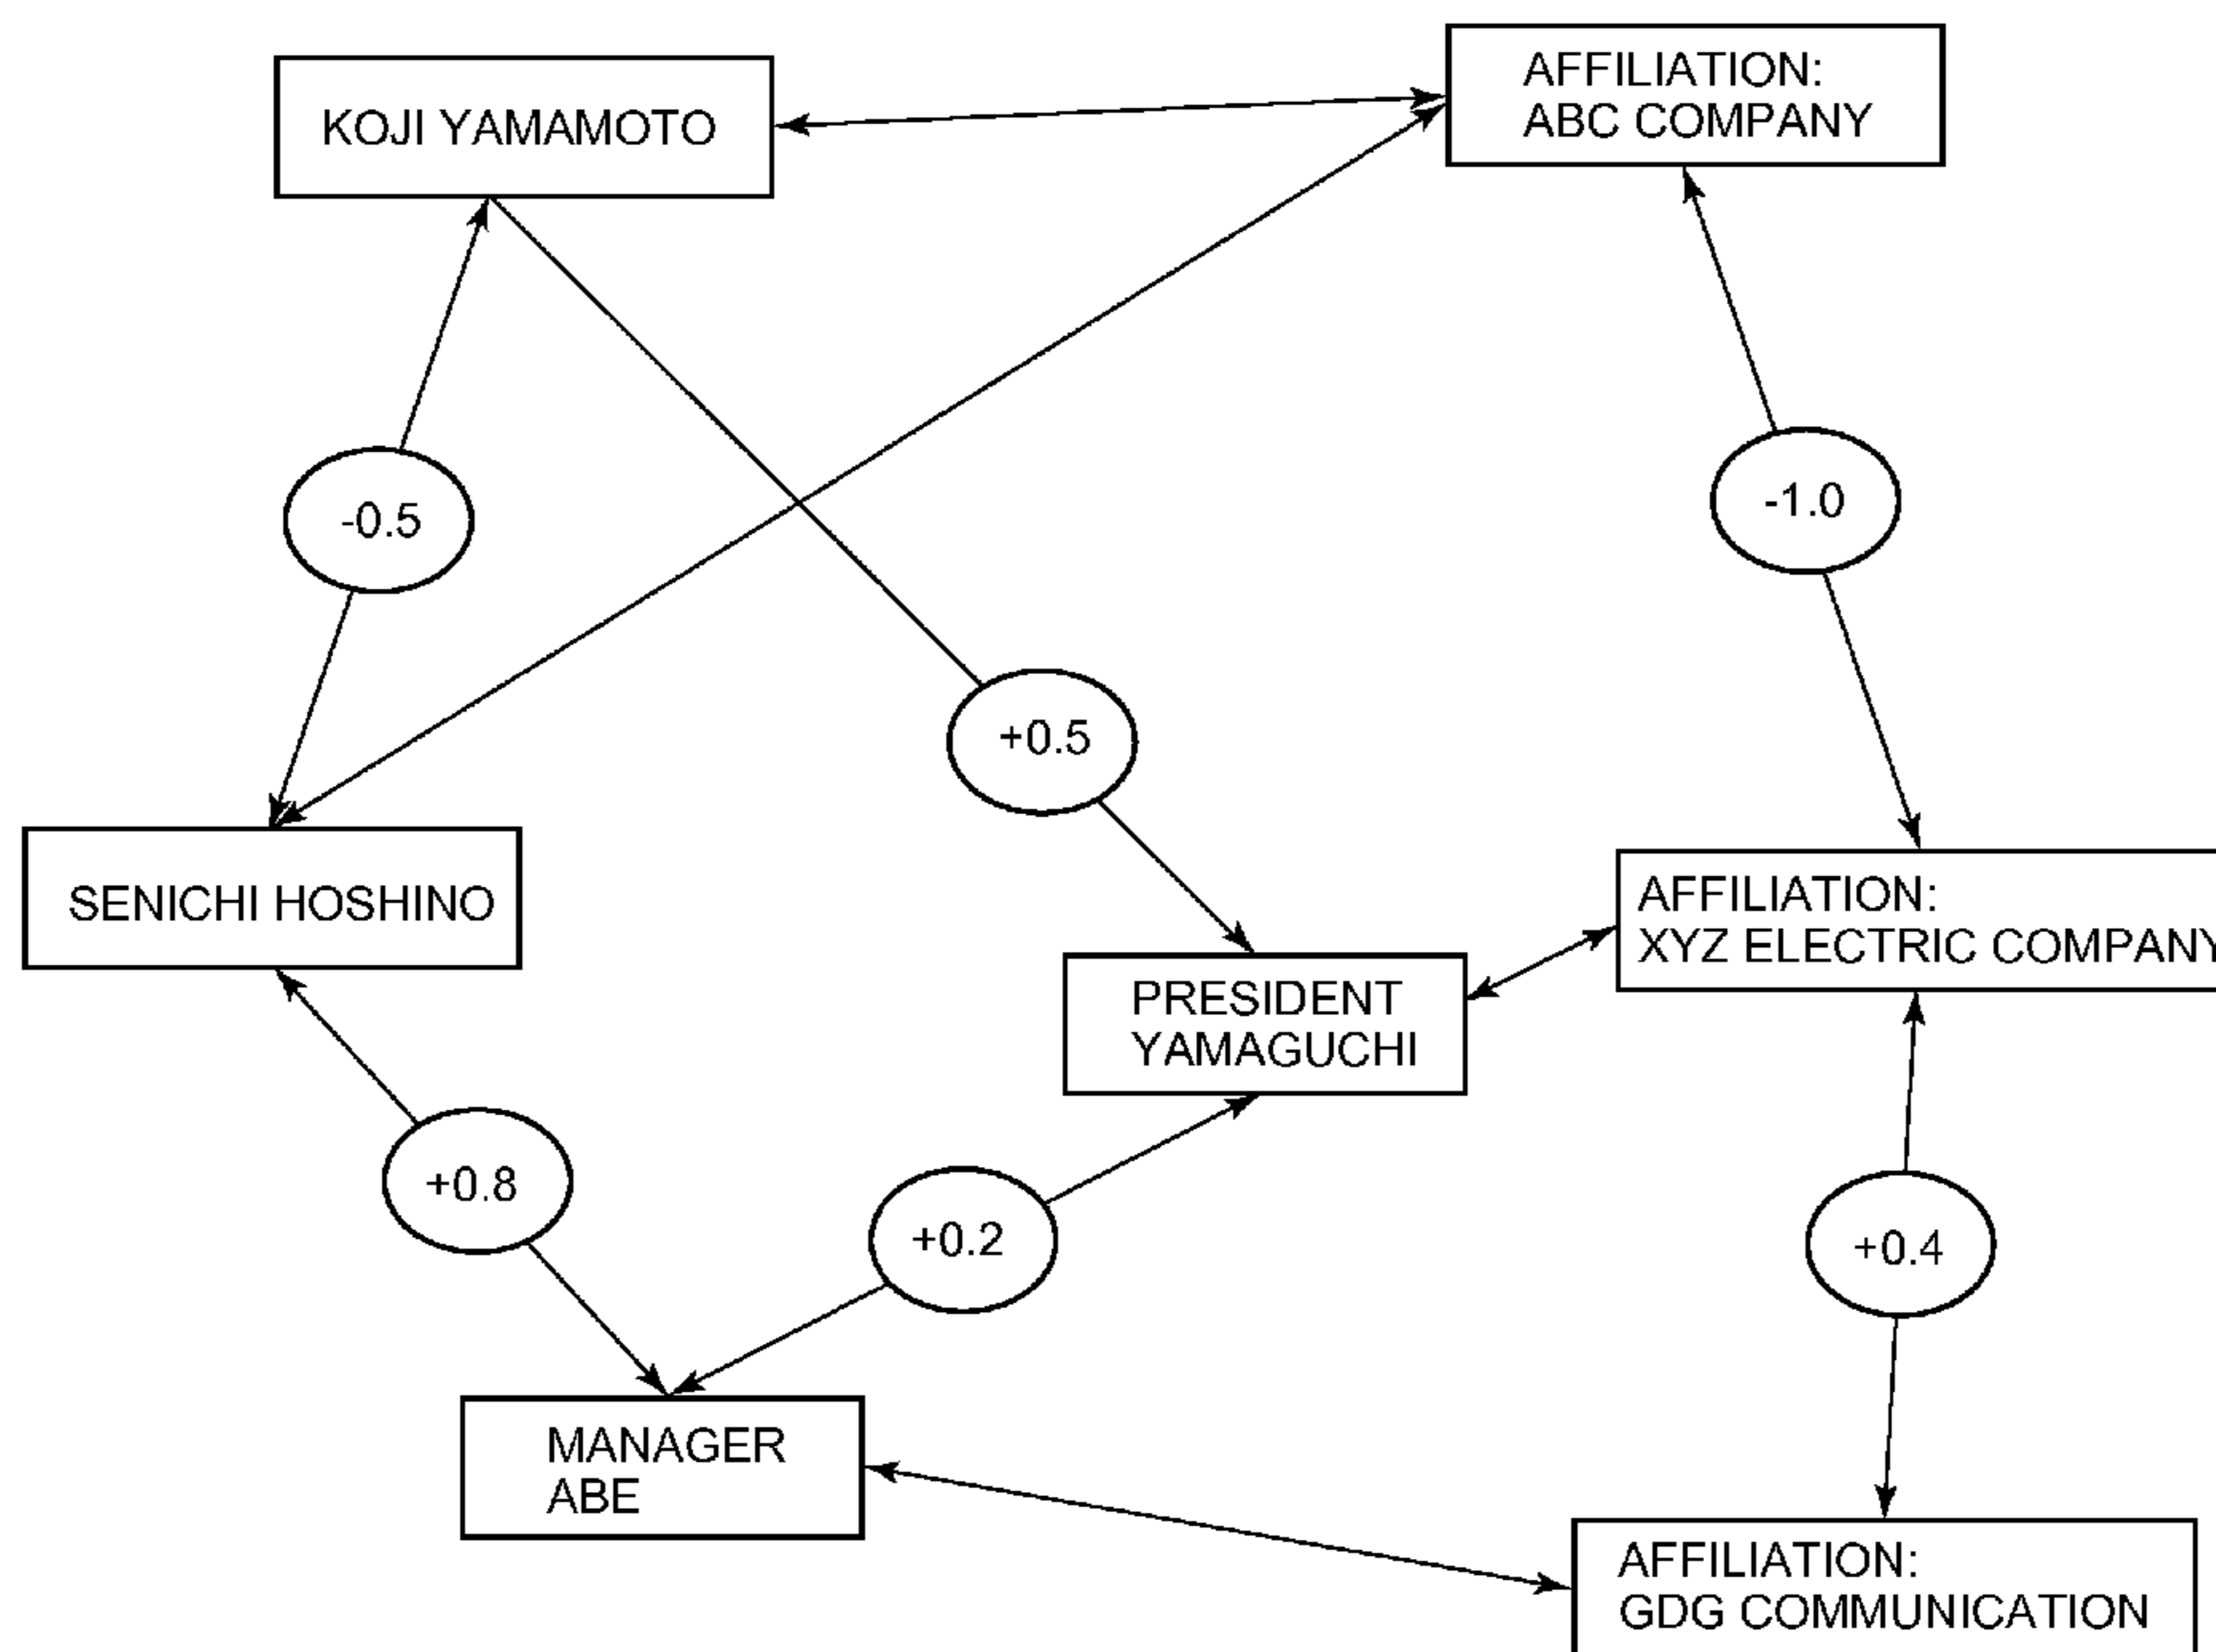 KOJI YAMAMOTO
AFFILIATION:
ABC COMPANY
-0.5
-1.0
+0.5
SENICHI HOSHINO
AFFILIATION:
XYZ ELECTRIC COMPANY
PRESIDENT
YAMAGUCHI
+0.8
+0.2
+0.4
MANAGER
ABE
AFFILIATION:
GDG COMMUNICATION